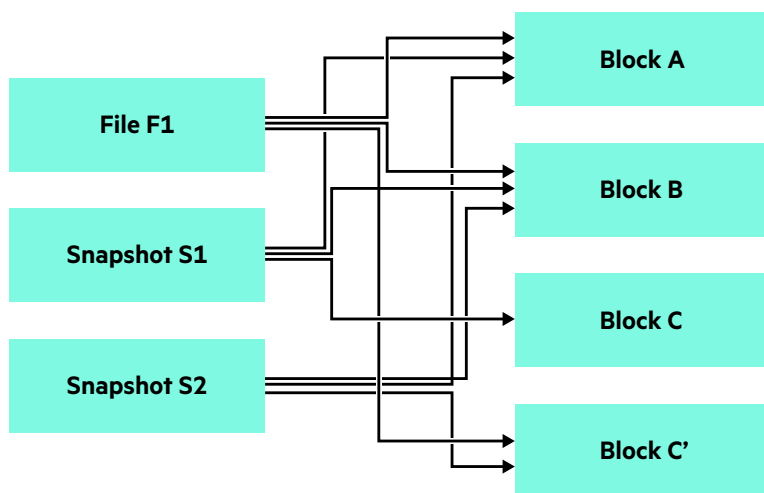 File F1
Snapshot S1
Snapshot S2
Block A
Block B
Block C
Block C’